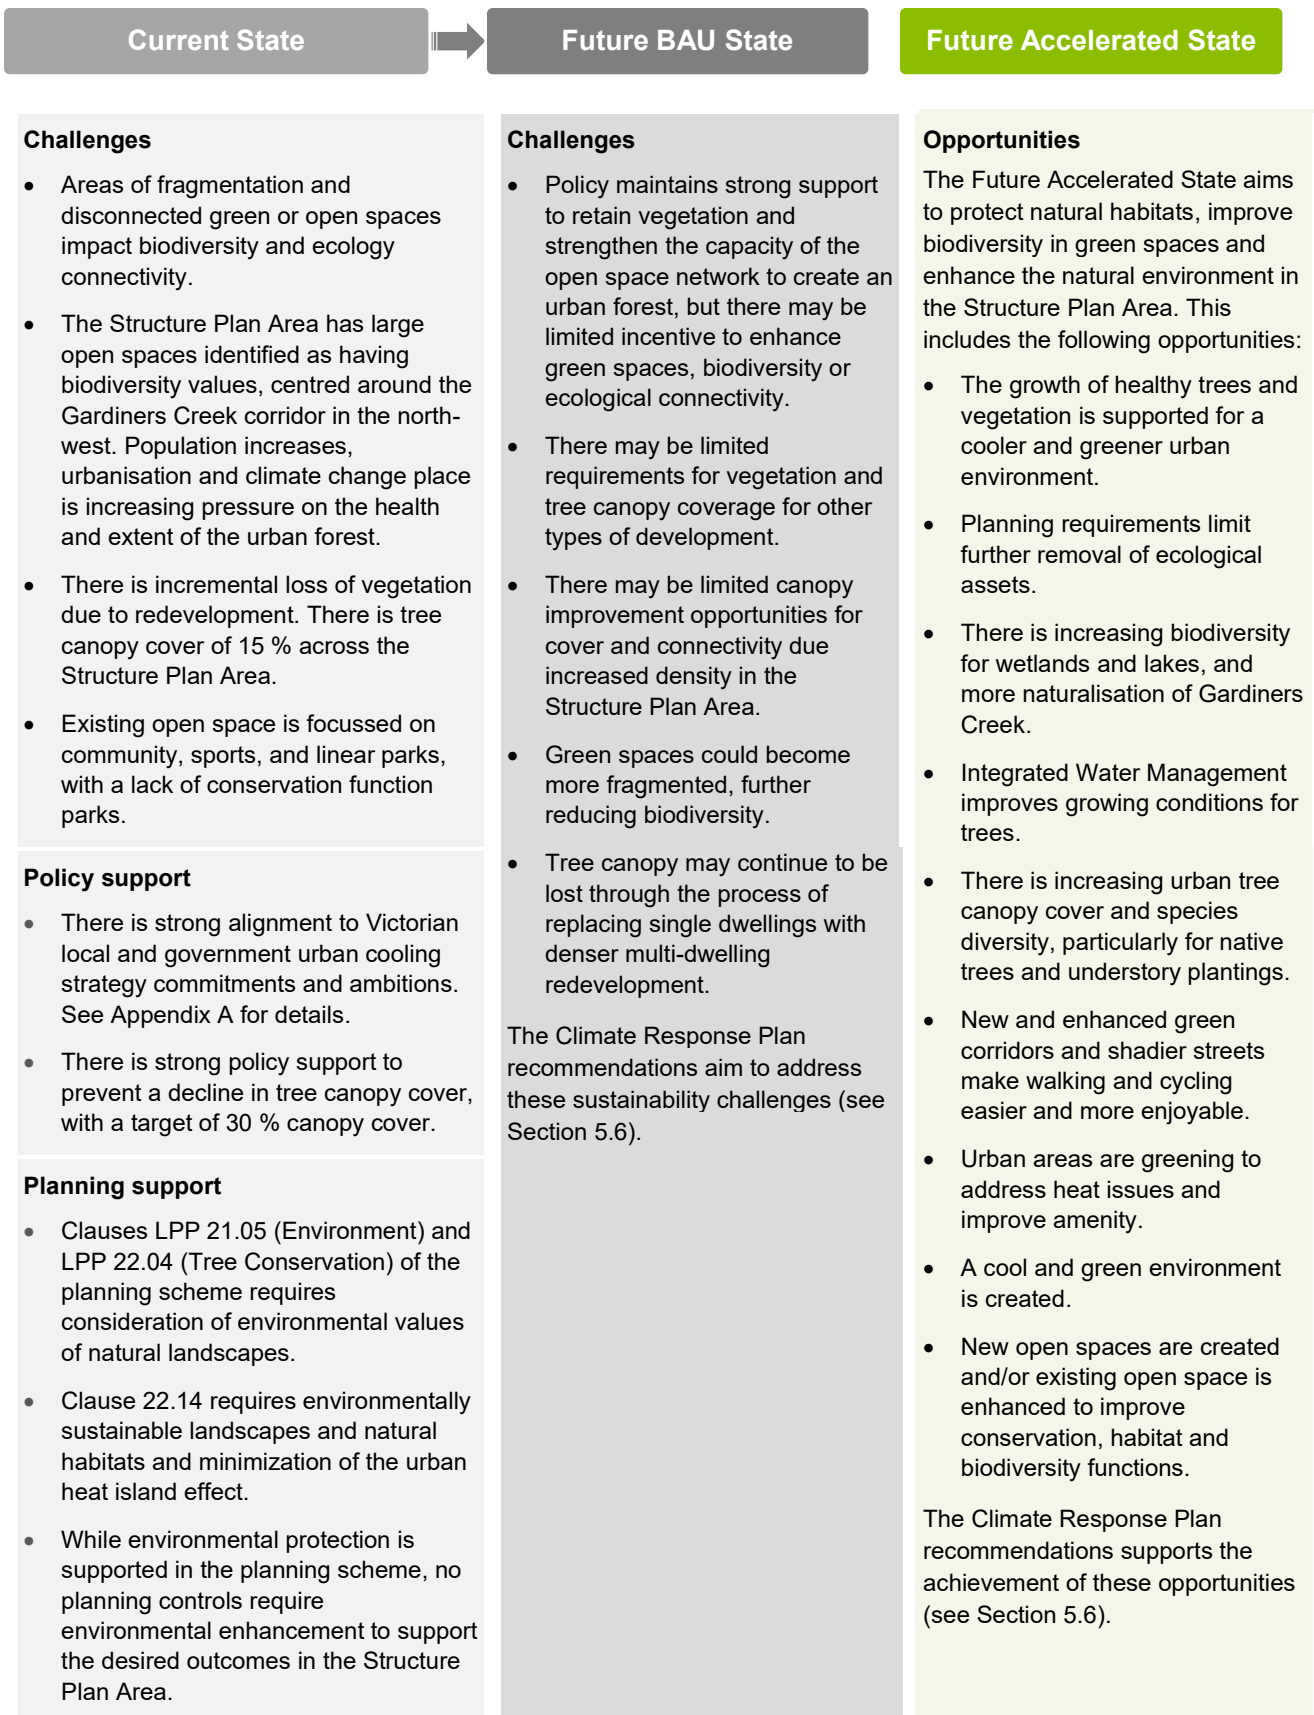 Current State
Future BAU State
Future Accelerated State
Challenges
• Areas of fragmentation and
disconnected green or open spaces
impact biodiversity and ecology
connectivity.
• The Structure Plan Area has large
open spaces identified as having
biodiversity values, centred around the
Gardiners Creek corridor in the north-
west. Population increases,
urbanisation and climate change place
is increasing pressure on the health
and extent of the urban forest.
• There is incremental loss of vegetation
due to redevelopment. There is tree
canopy cover of 15 % across the
Structure Plan Area.
• Existing open space is focussed on
community, sports, and linear parks,
with a lack of conservation function
parks.
Policy support
• There is strong alignment to Victorian
local and government urban cooling
strategy commitments and ambitions.
See Appendix A for details.
• There is strong policy support to
prevent a decline in tree canopy cover,
with a target of 30 % canopy cover.
Planning support
• Clauses LPP 21.05 (Environment) and
LPP 22.04 (Tree Conservation) of the
planning scheme requires
consideration of environmental values
of natural landscapes.
• Clause 22.14 requires environmentally
sustainable landscapes and natural
habitats and minimization of the urban
heat island effect.
• While environmental protection is
supported in the planning scheme, no
planning controls require
environmental enhancement to support
the desired outcomes in the Structure
Plan Area.
Challenges
• Policy maintains strong support
to retain vegetation and
strengthen the capacity of the
open space network to create an
urban forest, but there may be
limited incentive to enhance
green spaces, biodiversity or
ecological connectivity.
• There may be limited
requirements for vegetation and
tree canopy coverage for other
types of development.
• There may be limited canopy
improvement opportunities for
cover and connectivity due
increased density in the
Structure Plan Area.
• Green spaces could become
more fragmented, further
reducing biodiversity.
• Tree canopy may continue to be
lost through the process of
replacing single dwellings with
denser multi-dwelling
redevelopment.
The Climate Response Plan
recommendations aim to address
these sustainability challenges (see
Section 5.6).
Opportunities
The Future Accelerated State aims
to protect natural habitats, improve
biodiversity in green spaces and
enhance the natural environment in
the Structure Plan Area. This
includes the following opportunities:
• The growth of healthy trees and
vegetation is supported for a
cooler and greener urban
environment.
• Planning requirements limit
further removal of ecological
assets.
• There is increasing biodiversity
for wetlands and lakes, and
more naturalisation of Gardiners
Creek.
• Integrated Water Management
improves growing conditions for
trees.
• There is increasing urban tree
canopy cover and species
diversity, particularly for native
trees and understory plantings.
• New and enhanced green
corridors and shadier streets
make walking and cycling
easier and more enjoyable.
• Urban areas are greening to
address heat issues and
improve amenity.
• A cool and green environment
is created.
• New open spaces are created
and/or existing open space is
enhanced to improve
conservation, habitat and
biodiversity functions.
The Climate Response Plan
recommendations supports the
achievement of these opportunities
(see Section 5.6).